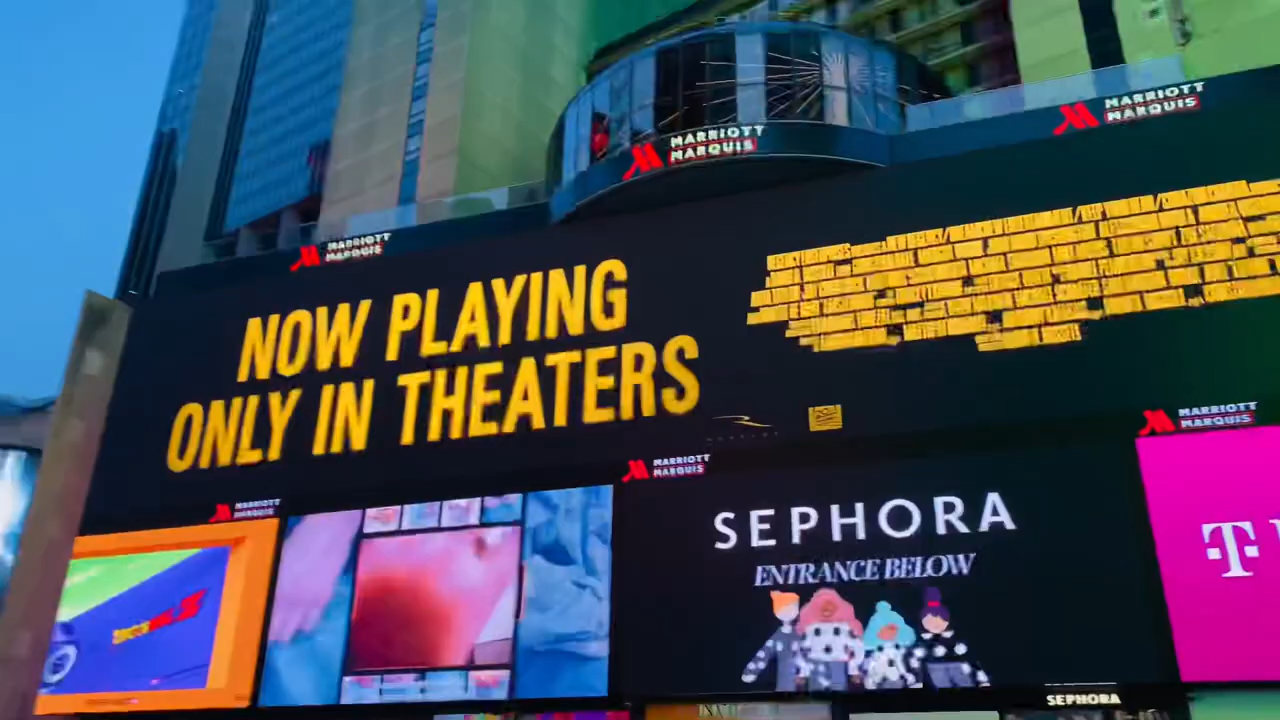 MARRIOTT
MARQUIS
MARRIOTT
MARQUIS
MARRIOTT
MARQUIS
NOW PLAYING
ONLY IN THEATERS
MARRIOTT
MARQUIS
MARRIOTT
MARQUIS
MARRIOTT
MARQUIS
SEPHORA
ENTRANCE BELOW
T
SEPHORA